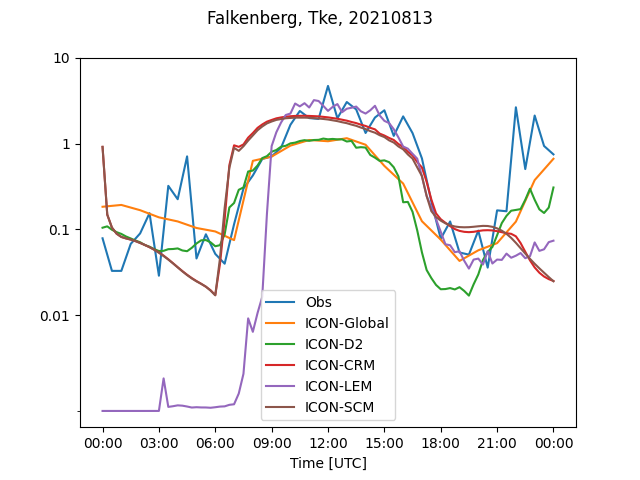 Falkenberg, Tke, 20210813
10
1
0.1
0.01
Obs
ICON-Global
ICON-D2
ICON-CRM
ICON-LEM
ICON-SCM
00:00 03:00 06:00 09:00 12:00 15:00 18:00 21:00 00:00
Time [UTC]